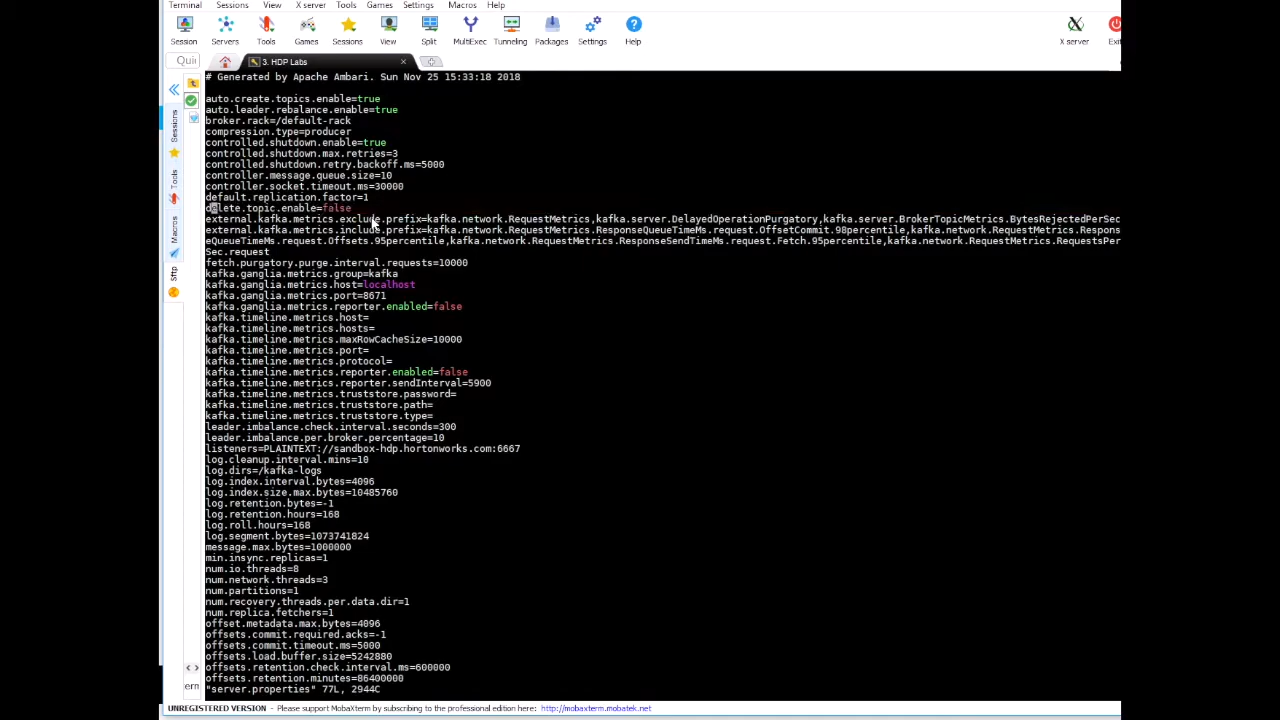 Terminal Sessions View X server Tools Games Settings Macros Help
Session Servers Tools Games Sessions View Split MultiExec Tunneling Packages Settings Help X server Exit
Quic 3. HDP Labs
Sessions
Tools
Macros
Sftp
# Generated by Apache Ambari. Sun Nov 25 15:33:18 2018
auto.create.topics.enable=true
auto.leader.rebalance.enable=true
broker.rack=/default-rack
compression.type=producer
controlled.shutdown.enable=true
controlled.shutdown.max.retries=3
controlled.shutdown.retry.backoff.ms=5000
controller.message.queue.size=10
controller.socket.timeout.ms=30000
default.replication.factor=1
delete.topic.enable=false
external.kafka.metrics.exclude.prefix=kafka.network.RequestMetrics,kafka.server.DelayedOperationPurgatory,kafka.server.BrokerTopicMetrics.BytesRejectedPerSec
external.kafka.metrics.include.prefix=kafka.network.RequestMetrics.ResponseQueueTimeMs.request.OffsetCommit.98percentile,kafka.network.RequestMetrics.Respons
eQueueTimeMs.request.Offsets.95percentile,kafka.network.RequestMetrics.ResponseSendTimeMs.request.Fetch.95percentile,kafka.network.RequestMetrics.RequestsPer
Sec.request
fetch.purgatory.purge.interval.requests=10000
kafka.ganglia.metrics.group=kafka
kafka.ganglia.metrics.host=localhost
kafka.ganglia.metrics.port=8671
kafka.ganglia.metrics.reporter.enabled=false
kafka.timeline.metrics.host=
kafka.timeline.metrics.hosts=
kafka.timeline.metrics.maxRowCacheSize=10000
kafka.timeline.metrics.port=
kafka.timeline.metrics.protocol=
kafka.timeline.metrics.reporter.enabled=false
kafka.timeline.metrics.reporter.sendInterval=5900
kafka.timeline.metrics.truststore.password=
kafka.timeline.metrics.truststore.path=
kafka.timeline.metrics.truststore.type=
leader.imbalance.check.interval.seconds=300
leader.imbalance.per.broker.percentage=10
listeners=PLAINTEXT://sandbox-hdp.hortonworks.com:6667
log.cleanup.interval.mins=10
log.dirs=/kafka-logs
log.index.interval.bytes=4096
log.index.size.max.bytes=10485760
log.retention.bytes=-1
log.retention.hours=168
log.roll.hours=168
log.segment.bytes=1073741824
message.max.bytes=1000000
min.insync.replicas=1
num.io.threads=8
num.network.threads=3
num.partitions=1
num.recovery.threads.per.data.dir=1
num.replica.fetchers=1
offset.metadata.max.bytes=4096
offsets.commit.required.acks=-1
offsets.commit.timeout.ms=5000
offsets.load.buffer.size=5242880
offsets.retention.check.interval.ms=600000
offsets.retention.minutes=86400000
"server.properties" 77L, 2944C
UNREGISTERED VERSION - Please support MobaXterm by subscribing to the professional edition here: http://mobaxterm.mobatek.net